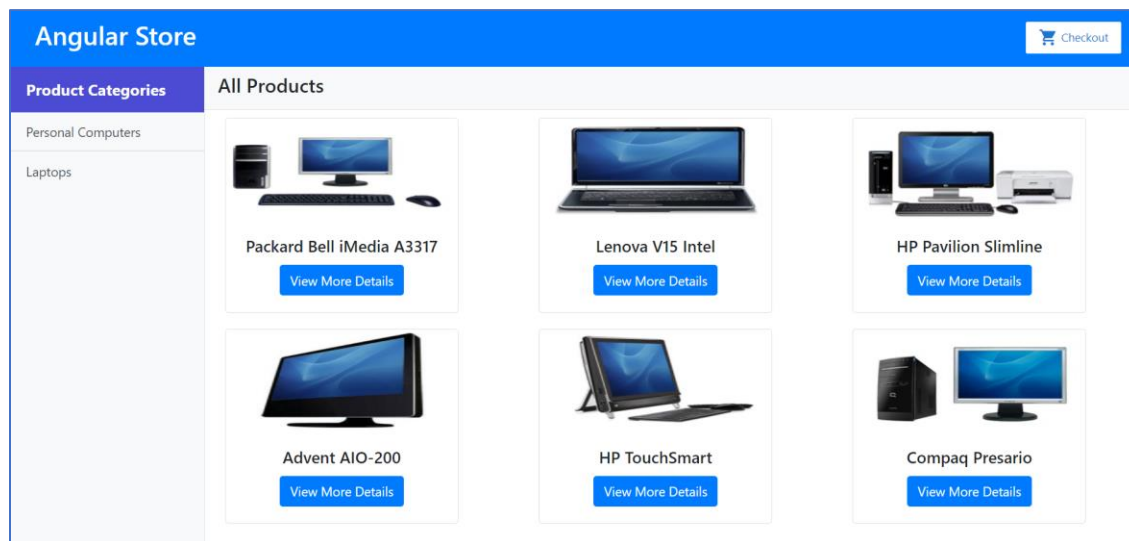 Angular Store
Checkout
Product Categories
All Products
Personal Computers
Laptops
Packard Bell iMedia A3317
Lenova V15 Intel
HP Pavilion Slimline
View More Details
View More Details
View More Details
Advent AIO-200
HP TouchSmart
Compaq Presario
View More Details
View More Details
View More Details